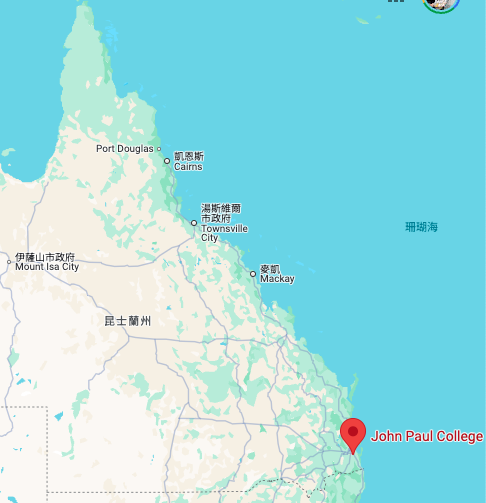 Port Douglas
凱恩斯
Cairns
湯斯維爾
市政府
Townsville
City
珊瑚海
伊薩山市政府
Mount Isa City
麥凱
Mackay
昆士蘭州
John Paul College